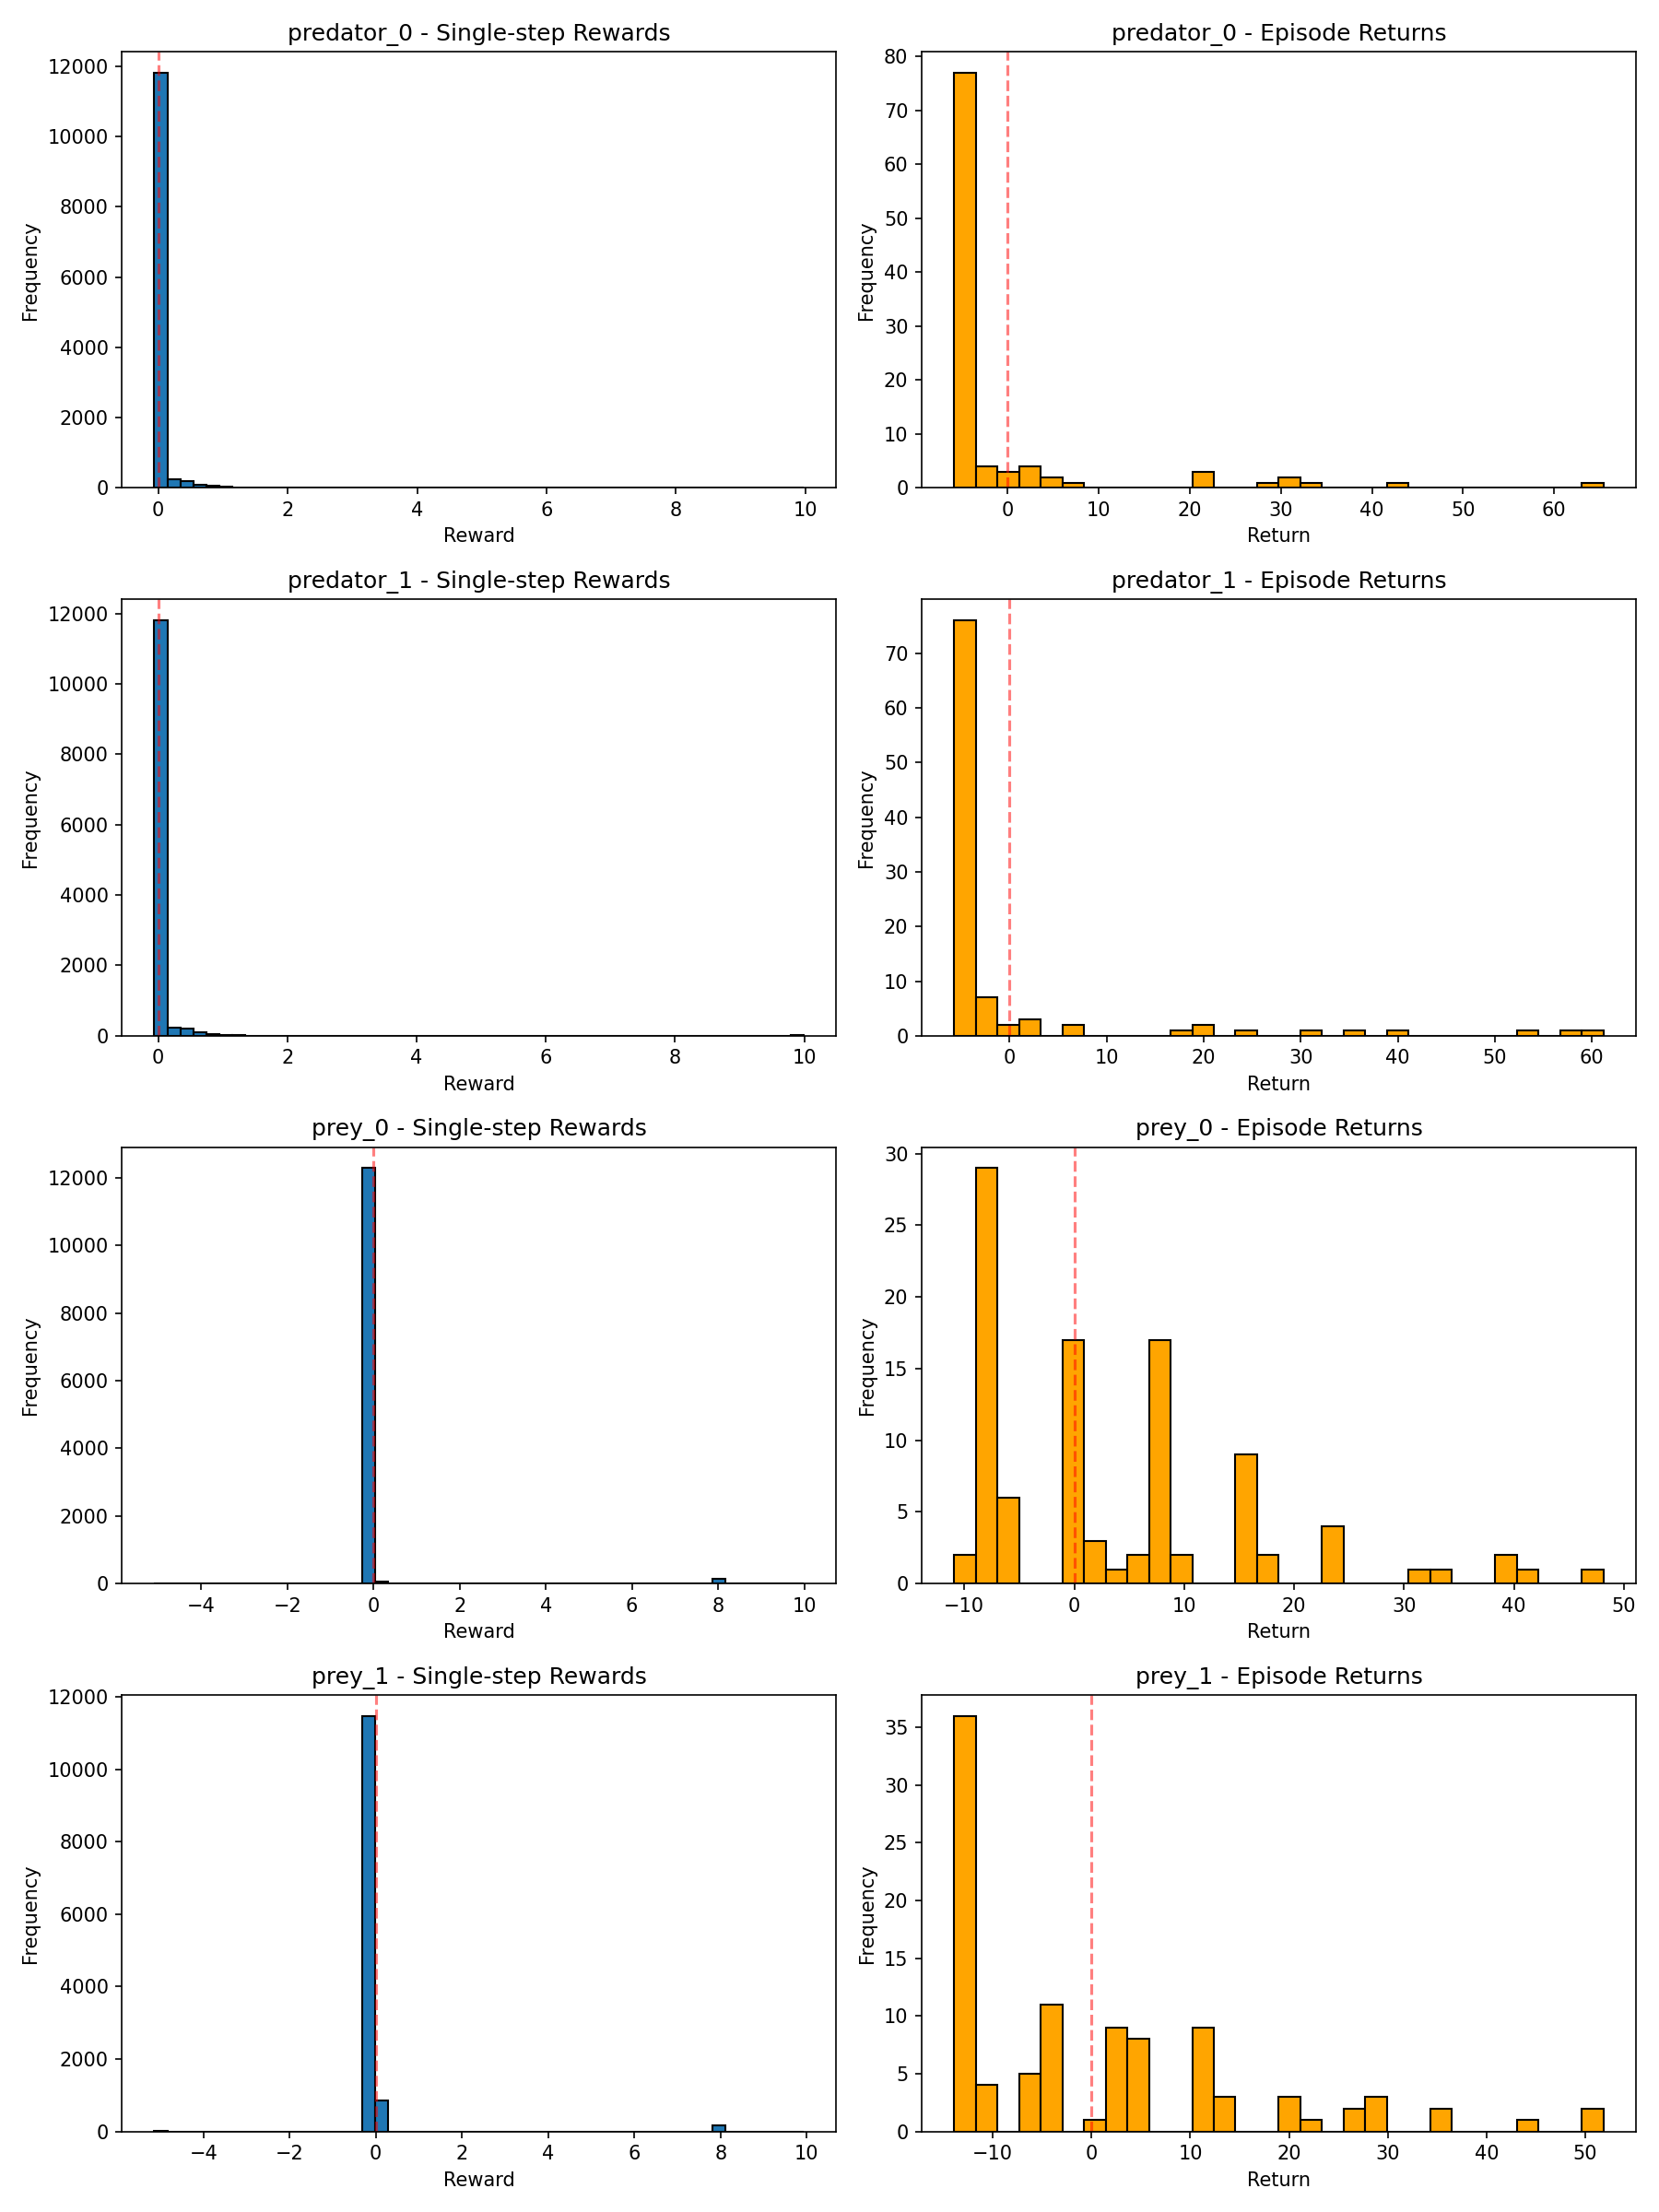 predator_0 - Single-step Rewards
12000
10000
8000
6000
4000
2000
0
Frequency
0 2 4 6 8 10
Reward
predator_0 - Episode Returns
80
70
60
50
40
30
20
10
0
Frequency
0 10 20 30 40 50 60
Return
predator_1 - Single-step Rewards
12000
10000
8000
6000
4000
2000
0
Frequency
0 2 4 6 8 10
Reward
predator_1 - Episode Returns
70
60
50
40
30
20
10
0
Frequency
0 10 20 30 40 50 60
Return
prey_0 - Single-step Rewards
12000
10000
8000
6000
4000
2000
0
Frequency
−4 −2 0 2 4 6 8 10
Reward
prey_0 - Episode Returns
30
25
20
15
10
5
0
Frequency
−10 0 10 20 30 40 50
Return
prey_1 - Single-step Rewards
12000
10000
8000
6000
4000
2000
0
Frequency
−4 −2 0 2 4 6 8 10
Reward
prey_1 - Episode Returns
35
30
25
20
15
10
5
0
Frequency
−10 0 10 20 30 40 50
Return